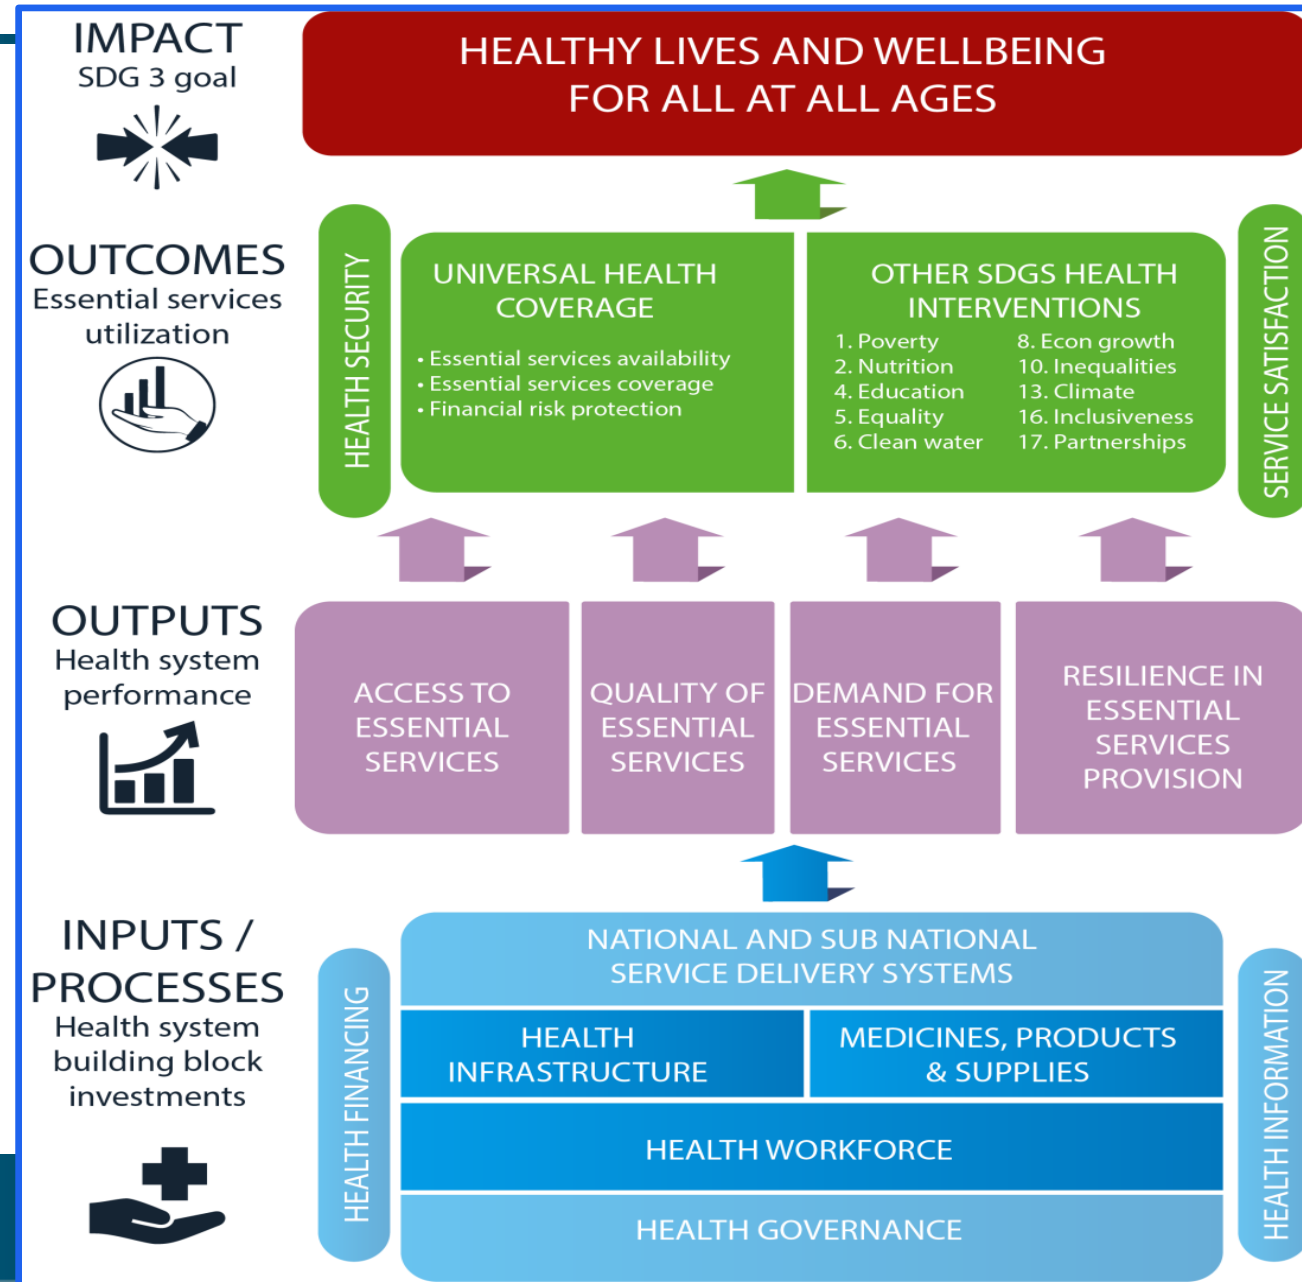 IMPACT
SDG 3 goal
HEALTHY LIVES AND WELLBEING
FOR ALL AT ALL AGES
OUTCOMES
Essential services
utilization
HEALTH SECURITY
UNIVERSAL HEALTH
COVERAGE
• Essential services availability
• Essential services coverage
• Financial risk protection
OTHER SDGS HEALTH
INTERVENTIONS
1. Poverty
2. Nutrition
4. Education
5. Equality
6. Clean water
8. Econ growth
10. Inequalities
13. Climate
16. Inclusiveness
17. Partnerships
SERVICE SATISFACTION
OUTPUTS
Health system
performance
ACCESS TO
ESSENTIAL
SERVICES
QUALITY OF
ESSENTIAL
SERVICES
DEMAND FOR
ESSENTIAL
SERVICES
RESILIENCE IN
ESSENTIAL
SERVICES
PROVISION
INPUTS /
PROCESSES
Health system
building block
investments
HEALTH FINANCING
NATIONAL AND SUB NATIONAL
SERVICE DELIVERY SYSTEMS
HEALTH
INFRASTRUCTURE
MEDICINES, PRODUCTS
& SUPPLIES
HEALTH WORKFORCE
HEALTH GOVERNANCE
HEALTH INFORMATION